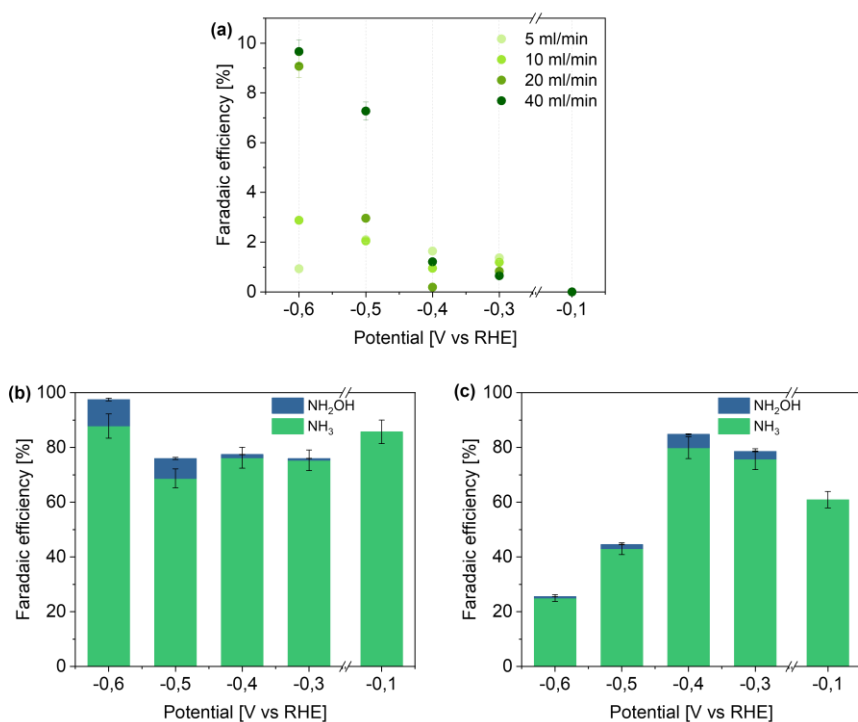 (a)
5 ml/min
10 ml/min
20 ml/min
40 ml/min
Faradaic efficiency [%]
10
8
6
4
2
0
-0,6 -0,5 -0,4 -0,3 -0,1
Potential [V vs RHE]
(b)
NH₂OH
NH₃
Faradaic efficiency [%]
100
80
60
40
20
0
-0,6 -0,5 -0,4 -0,3 -0,1
Potential [V vs RHE]
(c)
NH₂OH
NH₃
Faradaic efficiency [%]
100
80
60
40
20
0
-0,6 -0,5 -0,4 -0,3 -0,1
Potential [V vs RHE]